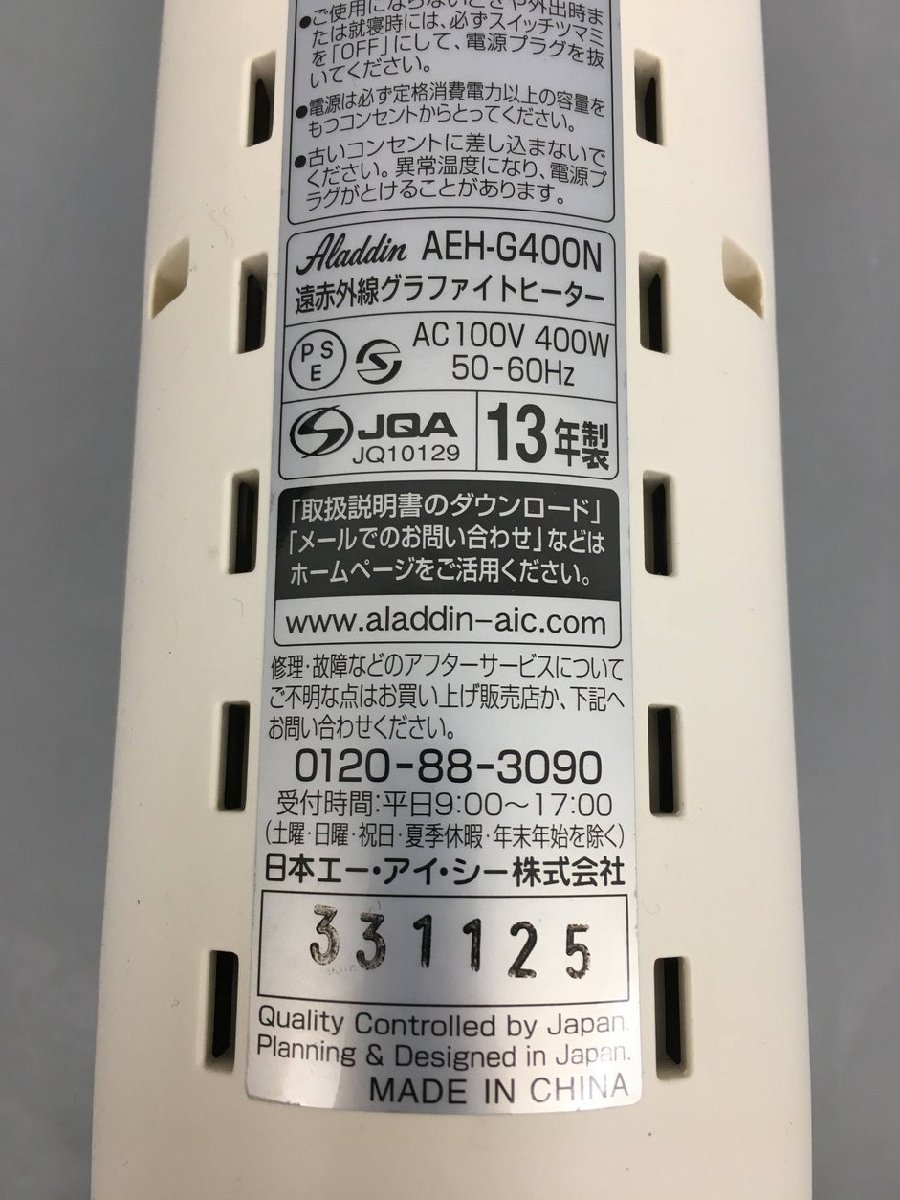 ●ご使用にならないときや外出時ま
たは就寝時には、必ずスイッチツマミ
を「OFF」にして、電源プラグを抜
いてください。
●電源は必ず定格消費電力以上の容量を
もつコンセントからとってください。
●古いコンセントに差し込まないで
ください。異常温度になり、電源プ
ラグがとけることがあります。
Aladdin AEH-G400N
遠赤外線グラファイトヒーター
PS
E
AC100V 400W
50-60Hz
JQA
JQ10129
13年製
「取扱説明書のダウンロード」
「メールでのお問い合わせ」などは
ホームページをご活用ください。
www.aladdin-aic.com
修理・故障などのアフターサービスについて
ご不明な点はお買い上げ販売店か、下記へ
お問い合わせください。
0120-88-3090
受付時間:平日9:00〜17:00
(土曜・日曜・祝日・夏季休暇・年末年始を除く)
日本エー・アイ・シー株式会社
331125
Quality Controlled by Japan.
Planning & Designed in Japan.
MADE IN CHINA